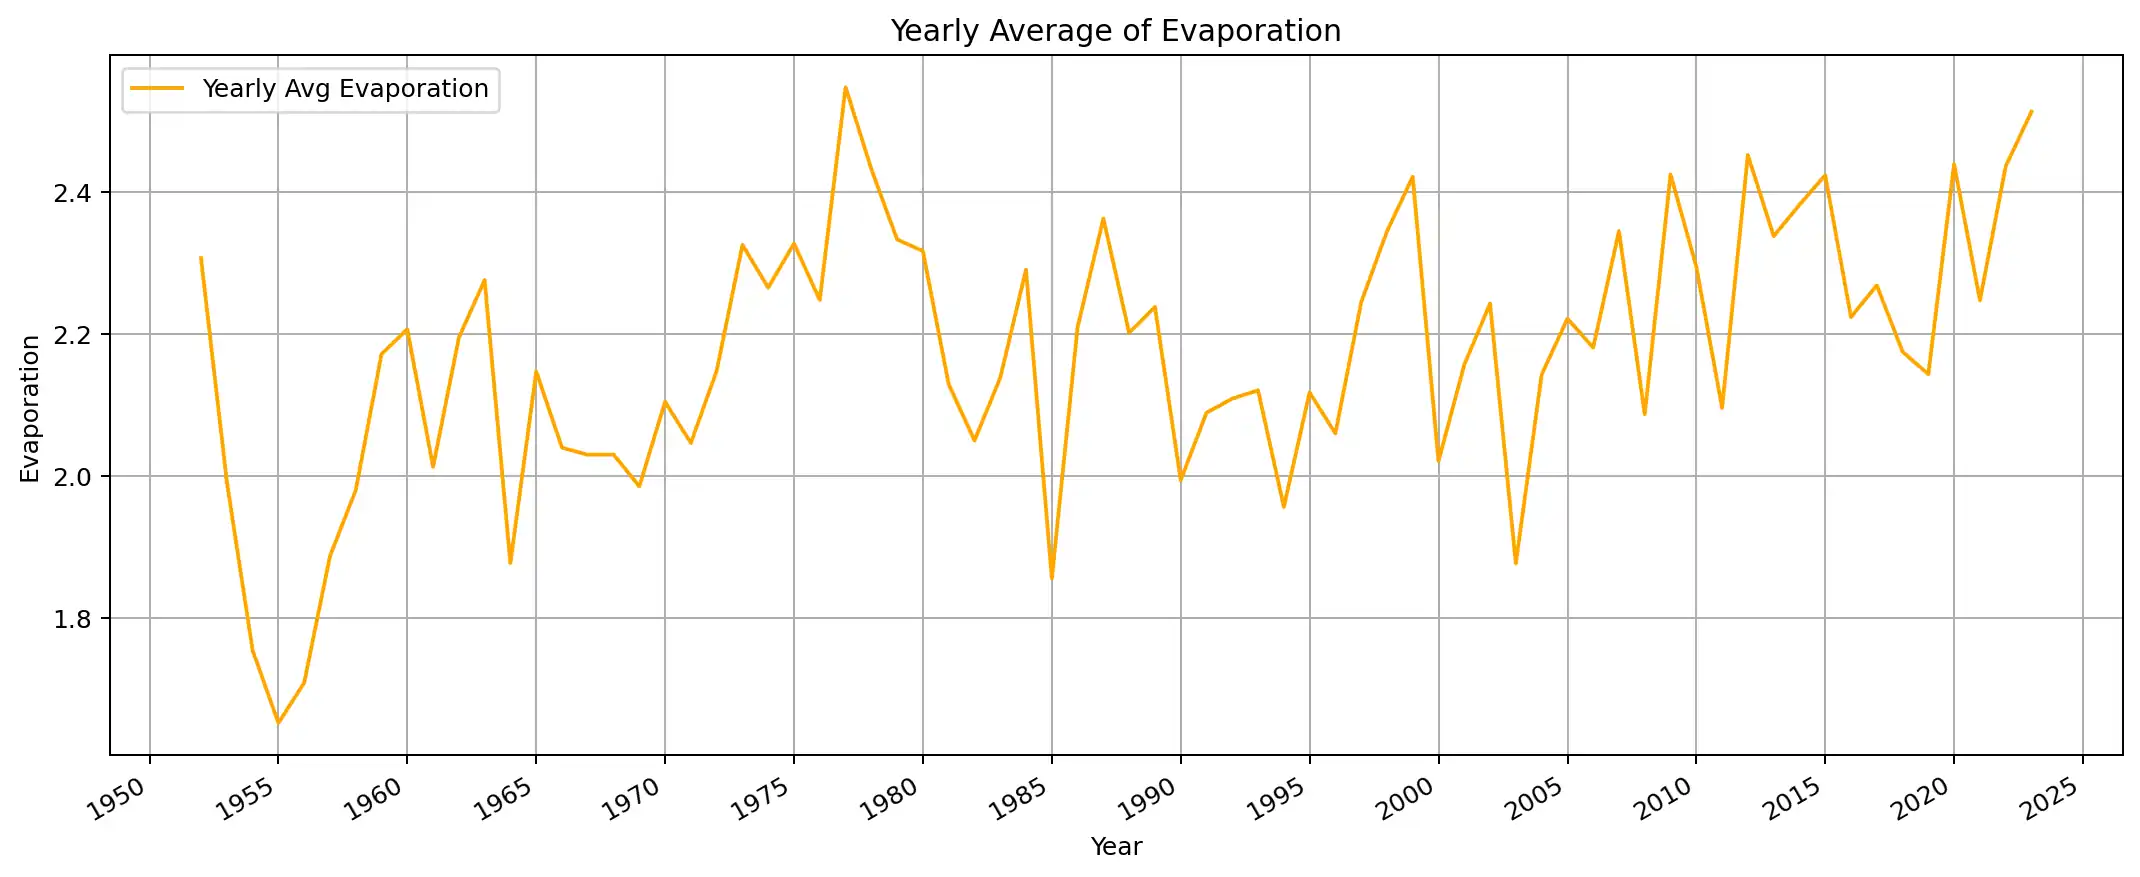 Yearly Average of Evaporation
Yearly Avg Evaporation
Evaporation
2.4
2.2
2.0
1.8
1950 1955 1960 1965 1970 1975 1980 1985 1990 1995 2000 2005 2010 2015 2020 2025
Year